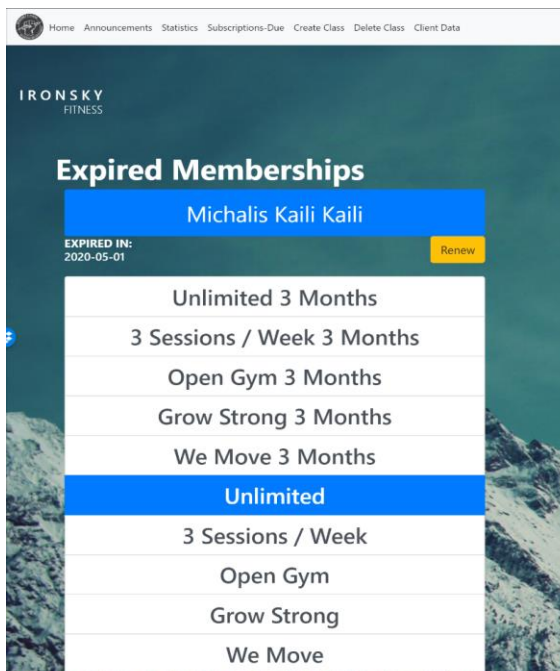 Home Announcements Statistics Subscriptions-Due Create Class Delete Class Client Data
IRONSKY
FITNESS
Expired Memberships
Michalis Kaili Kaili
EXPIRED IN:
2020-05-01
Renew
Unlimited 3 Months
3 Sessions / Week 3 Months
Open Gym 3 Months
Grow Strong 3 Months
We Move 3 Months
Unlimited
3 Sessions / Week
Open Gym
Grow Strong
We Move